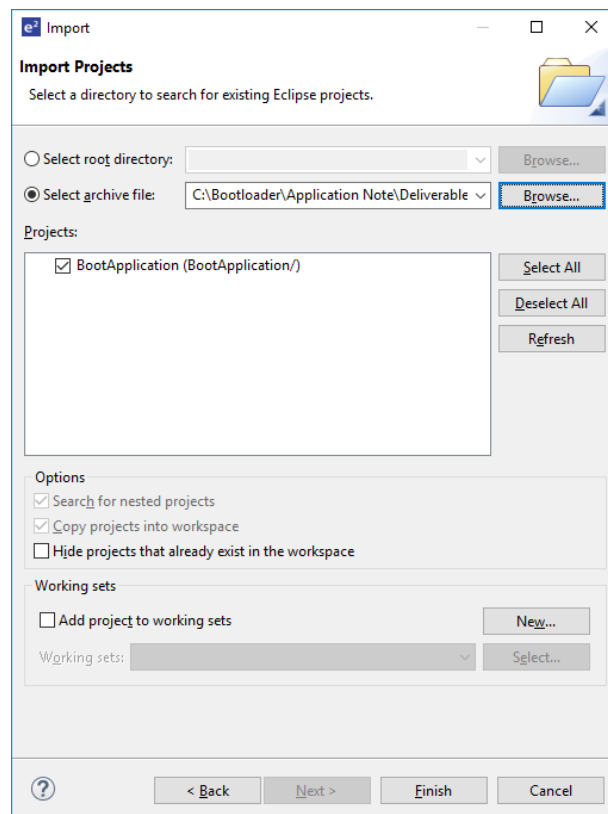 e² Import
Import Projects
Select a directory to search for existing Eclipse projects.
Select root directory: Browse...
Select archive file: C:\Bootloader\Application Note\Deliverable Browse...
Projects:
BootApplication (BootApplication/)
Select All
Deselect All
Refresh
Options
Search for nested projects
Copy projects into workspace
Hide projects that already exist in the workspace
Working sets
Add project to working sets New...
Working sets: Select...
? < Back Next > Finish Cancel